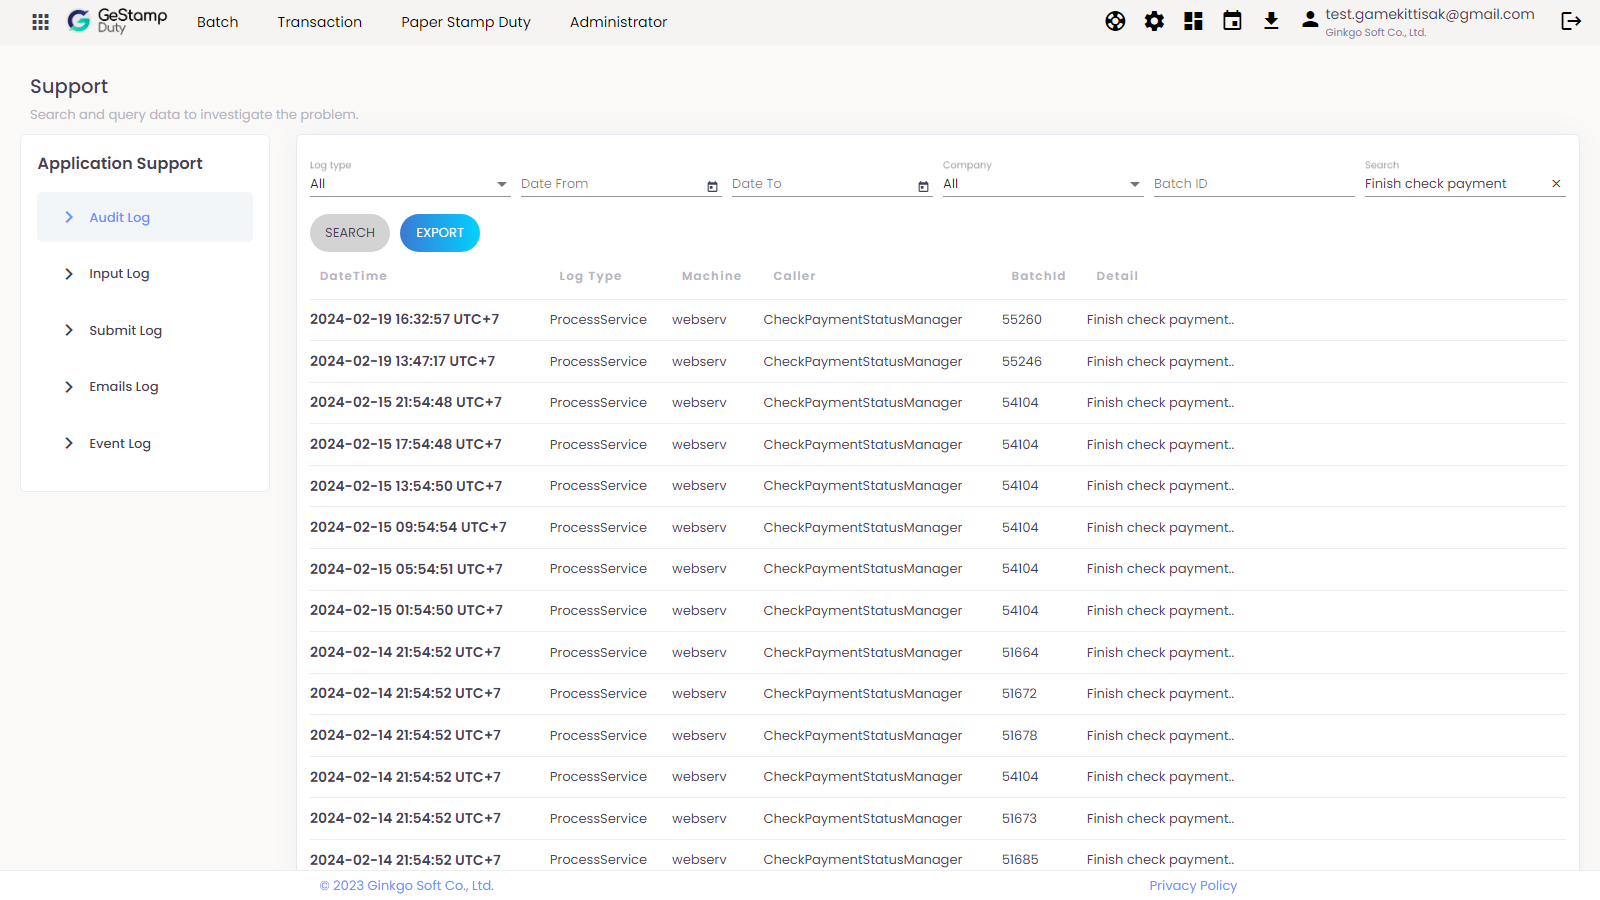 GeStamp
Duty
Batch Transaction Paper Stamp Duty Administrator
test.gamekittisak@gmail.com
Ginkgo Soft Co., Ltd.
Support
Search and query data to investigate the problem.
Application Support
Audit Log
Input Log
Submit Log
Emails Log
Event Log
Log type Company Search
All Date From Date To All Batch ID Finish check payment
SEARCH EXPORT
DateTime Log Type Machine Caller BatchId Detail
2024-02-19 16:32:57 UTC+7 ProcessService webserv CheckPaymentStatusManager 55260 Finish check payment..
2024-02-19 13:47:17 UTC+7 ProcessService webserv CheckPaymentStatusManager 55246 Finish check payment..
2024-02-15 21:54:48 UTC+7 ProcessService webserv CheckPaymentStatusManager 54104 Finish check payment..
2024-02-15 17:54:48 UTC+7 ProcessService webserv CheckPaymentStatusManager 54104 Finish check payment..
2024-02-15 13:54:50 UTC+7 ProcessService webserv CheckPaymentStatusManager 54104 Finish check payment..
2024-02-15 09:54:54 UTC+7 ProcessService webserv CheckPaymentStatusManager 54104 Finish check payment..
2024-02-15 05:54:51 UTC+7 ProcessService webserv CheckPaymentStatusManager 54104 Finish check payment..
2024-02-15 01:54:50 UTC+7 ProcessService webserv CheckPaymentStatusManager 54104 Finish check payment..
2024-02-14 21:54:52 UTC+7 ProcessService webserv CheckPaymentStatusManager 51664 Finish check payment..
2024-02-14 21:54:52 UTC+7 ProcessService webserv CheckPaymentStatusManager 51672 Finish check payment..
2024-02-14 21:54:52 UTC+7 ProcessService webserv CheckPaymentStatusManager 51678 Finish check payment..
2024-02-14 21:54:52 UTC+7 ProcessService webserv CheckPaymentStatusManager 54104 Finish check payment..
2024-02-14 21:54:52 UTC+7 ProcessService webserv CheckPaymentStatusManager 51673 Finish check payment..
2024-02-14 21:54:52 UTC+7 ProcessService webserv CheckPaymentStatusManager 51685 Finish check payment..
© 2023 Ginkgo Soft Co., Ltd. Privacy Policy